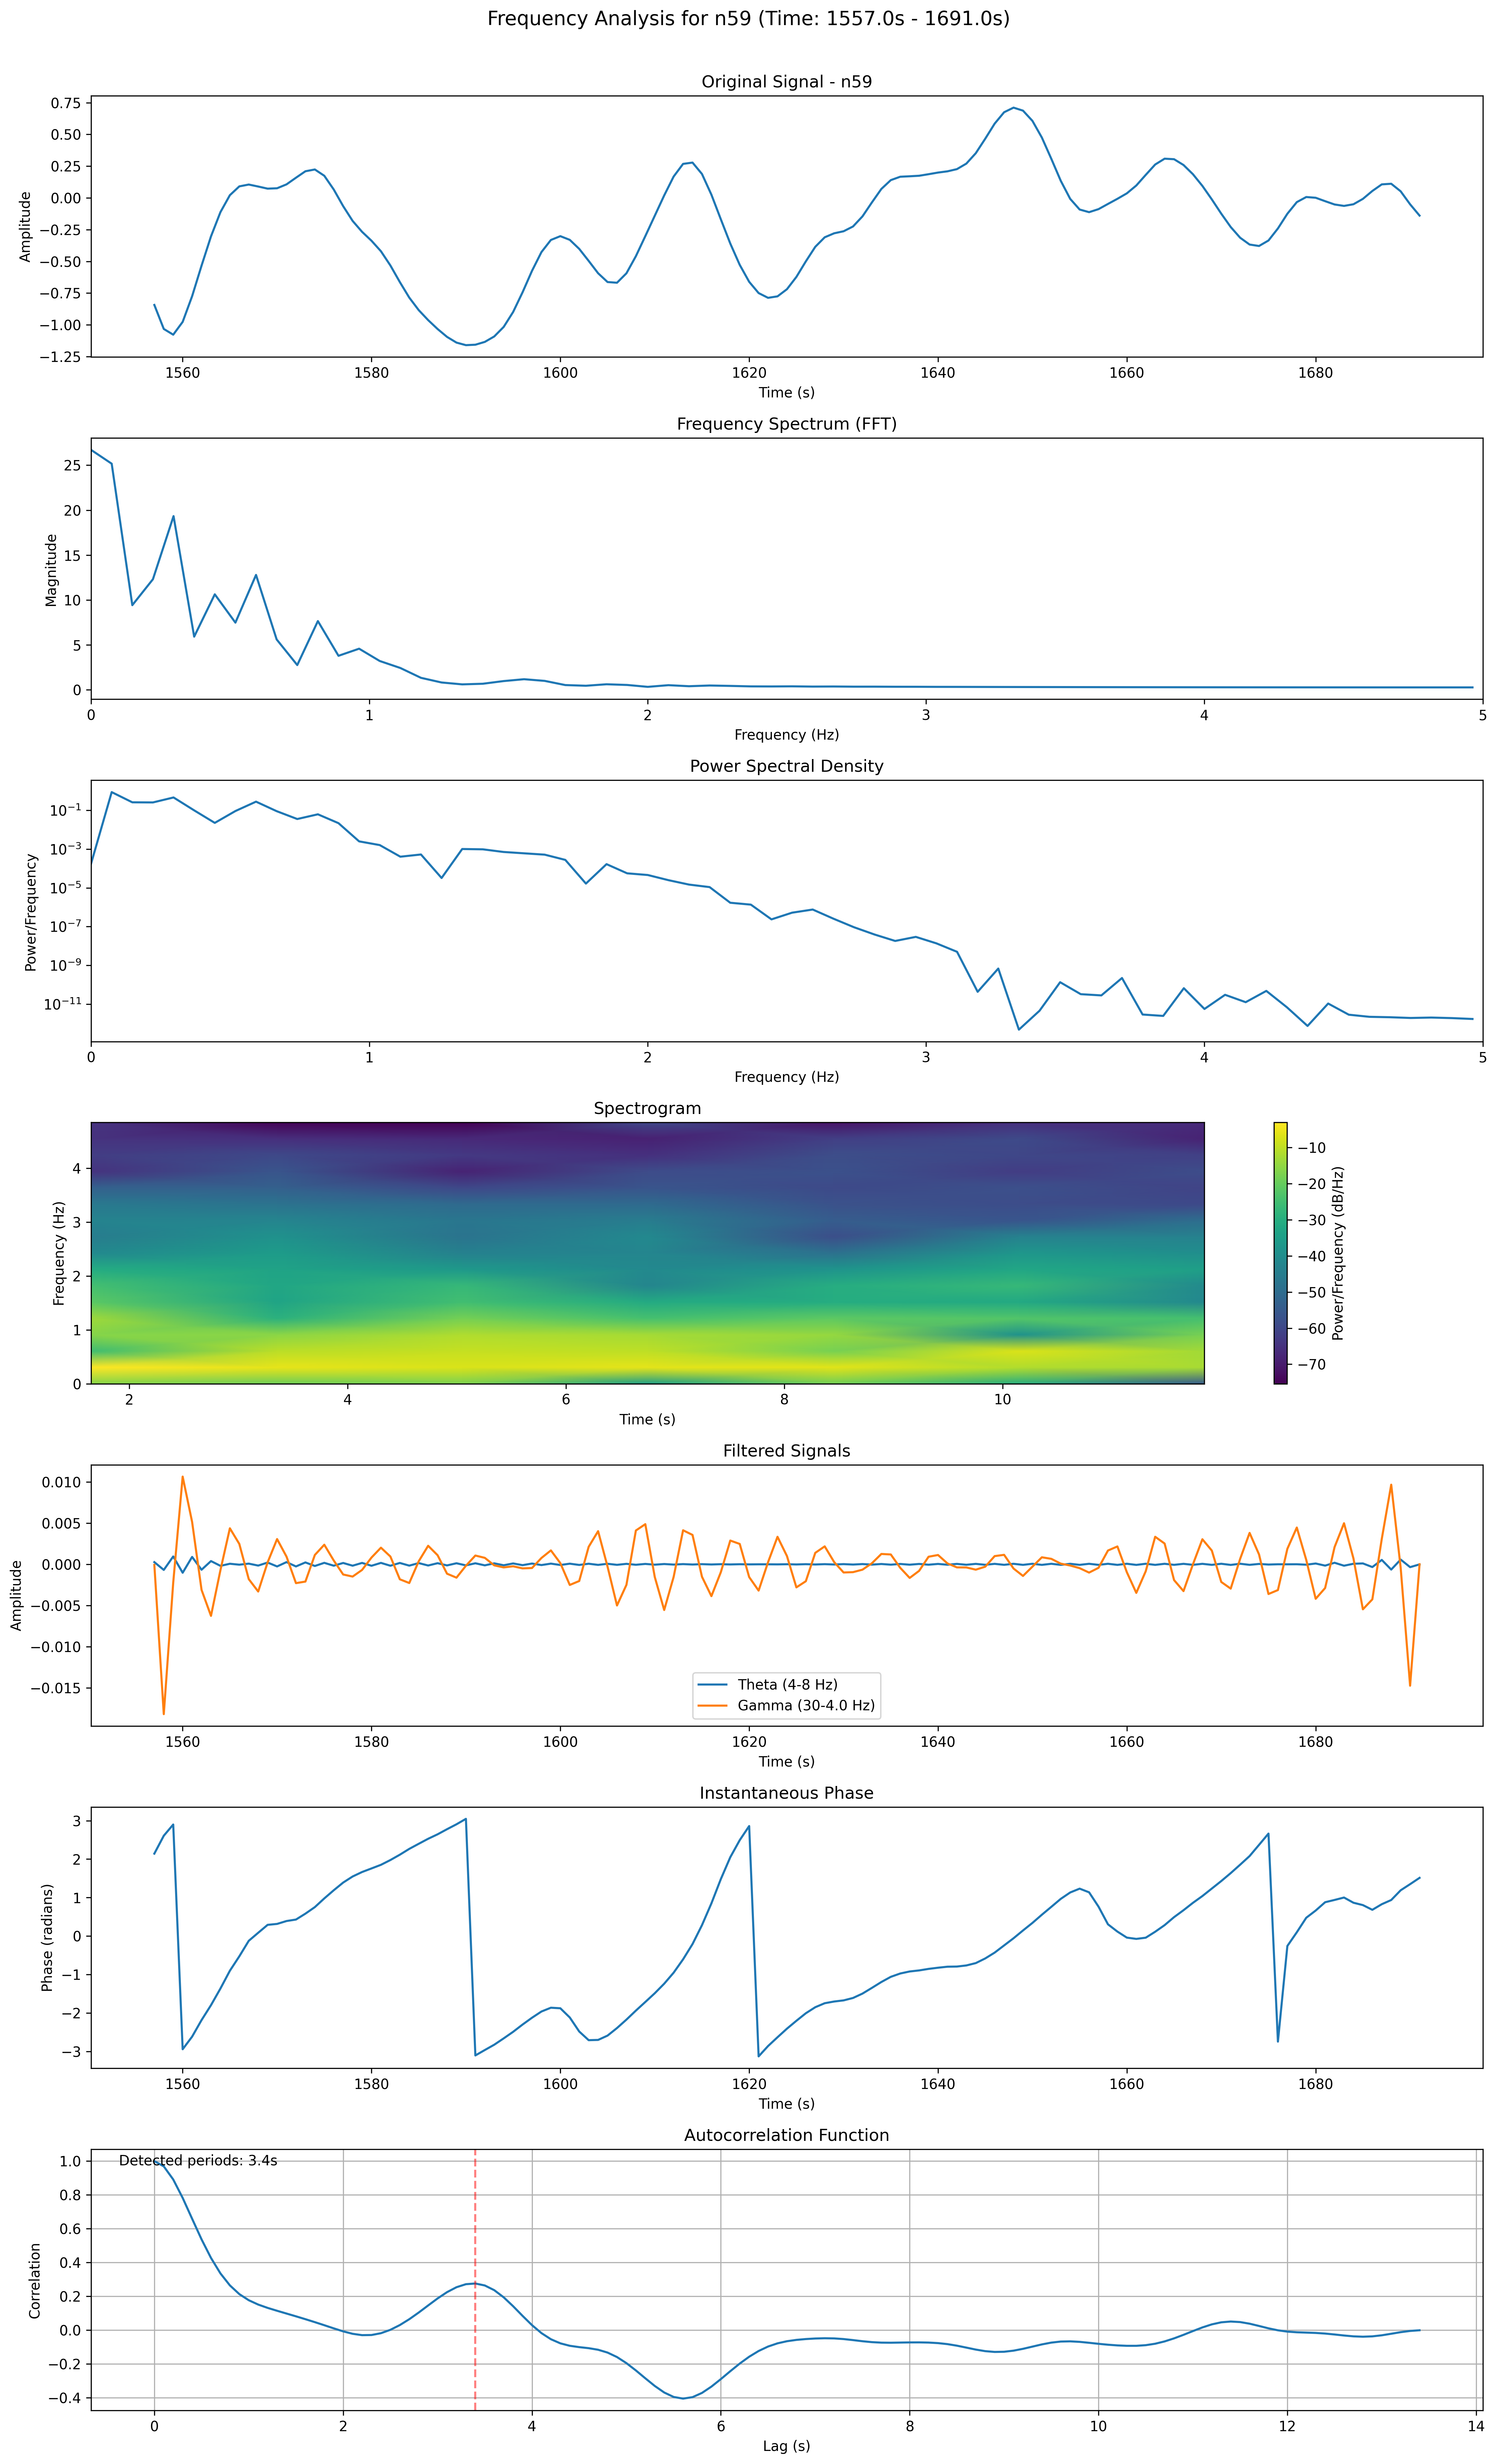 Frequency Analysis for n59 (Time: 1557.0s - 1691.0s)
Original Signal - n59
Amplitude
0.75
0.50
0.25
0.00
−0.25
−0.50
−0.75
−1.00
−1.25
1560 1580 1600 1620 1640 1660 1680
Time (s)
Frequency Spectrum (FFT)
Magnitude
25
20
15
10
5
0
0 1 2 3 4 5
Frequency (Hz)
Power Spectral Density
Power/Frequency
10⁻¹
10⁻³
10⁻⁵
10⁻⁷
10⁻⁹
10⁻¹¹
0 1 2 3 4 5
Frequency (Hz)
Spectrogram
Frequency (Hz)
4
3
2
1
0
2 4 6 8 10
Time (s)
−10
−20
−30
−40
−50
−60
−70
Power/Frequency (dB/Hz)
Filtered Signals
Amplitude
0.010
0.005
0.000
−0.005
−0.010
−0.015
Theta (4-8 Hz)
Gamma (30-4.0 Hz)
1560 1580 1600 1620 1640 1660 1680
Time (s)
Instantaneous Phase
Phase (radians)
3
2
1
0
−1
−2
−3
1560 1580 1600 1620 1640 1660 1680
Time (s)
Autocorrelation Function
Detected periods: 3.4s
Correlation
1.0
0.8
0.6
0.4
0.2
0.0
−0.2
−0.4
0 2 4 6 8 10 12 14
Lag (s)